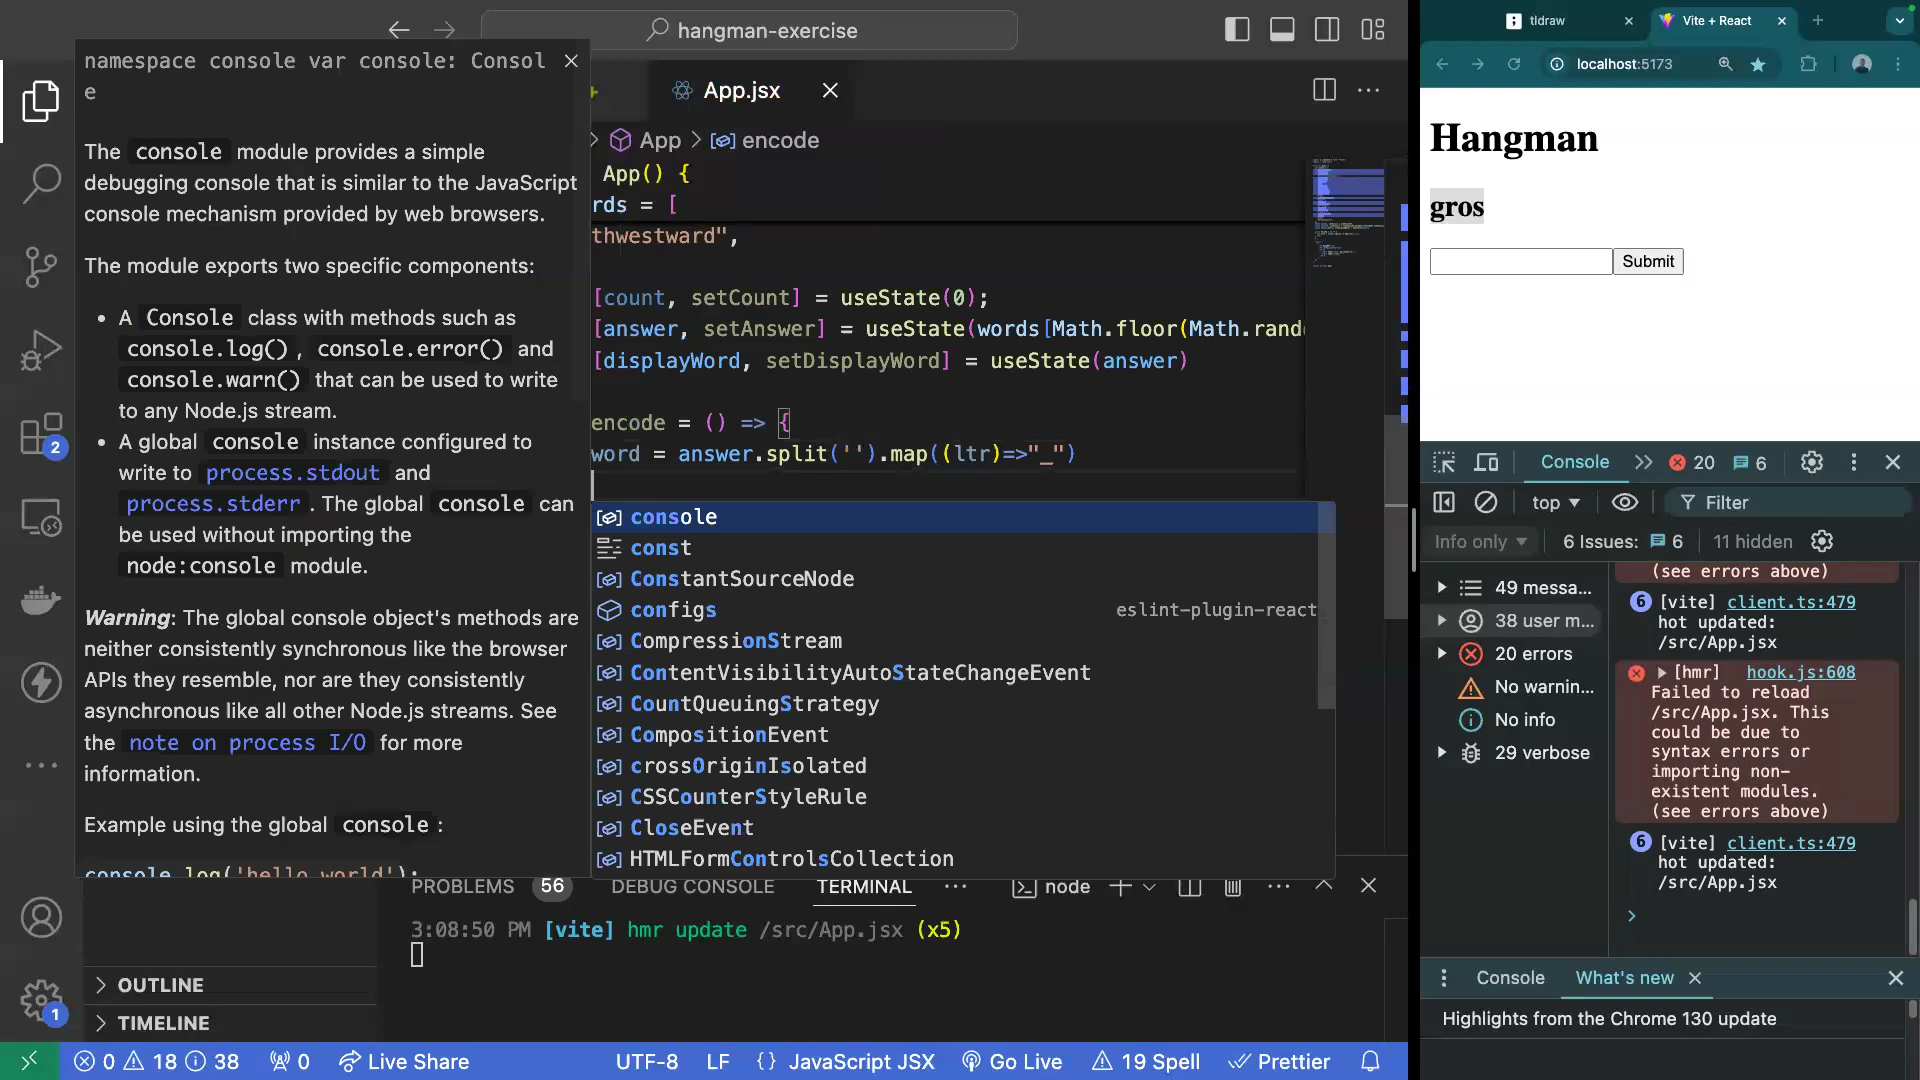 hangman-exercise
namespace console var console: Consol
e
The console module provides a simple
debugging console that is similar to the JavaScript
console mechanism provided by web browsers.
The module exports two specific components:
• A Console class with methods such as
console.log() , console.error() and
console.warn() that can be used to write
to any Node.js stream.
• A global console instance configured to
write to process.stdout and
process.stderr . The global console can
be used without importing the
node:console module.
Warning: The global console object's methods are
neither consistently synchronous like the browser
APIs they resemble, nor are they consistently
asynchronous like all other Node.js streams. See
the note on process I/O for more
information.
Example using the global console :
console.log('hello world');
App.jsx
App > encode
App() {
rds = [
thwestward",
[count, setCount] = useState(0);
[answer, setAnswer] = useState(words[Math.floor(Math.rand
[displayWord, setDisplayWord] = useState(answer)
encode = () => {
word = answer.split('').map((ltr)=>"_")
console
const
ConstantSourceNode
configs eslint-plugin-react
CompressionStream
ContentVisibilityAutoStateChangeEvent
CountQueuingStrategy
CompositionEvent
crossOriginIsolated
CSSCounterStyleRule
CloseEvent
HTMLFormControlsCollection
PROBLEMS 56 DEBUG CONSOLE TERMINAL ··· node
3:08:50 PM [vite] hmr update /src/App.jsx (x5)
2
1
OUTLINE
TIMELINE
0 18 38 0 Live Share UTF-8 LF {} JavaScript JSX Go Live 19 Spell Prettier
tldraw
Vite + React
localhost:5173
Hangman
gros
Submit
Console 20 6
top Filter
Info only 6 Issues: 6 11 hidden
49 messa...
38 user m...
20 errors
No warnin...
No info
29 verbose
(see errors above)
6 [vite] client.ts:479
hot updated:
/src/App.jsx
[hmr] hook.js:608
Failed to reload
/src/App.jsx. This
could be due to
syntax errors or
importing non-
existent modules.
(see errors above)
6 [vite] client.ts:479
hot updated:
/src/App.jsx
Console What's new
Highlights from the Chrome 130 update